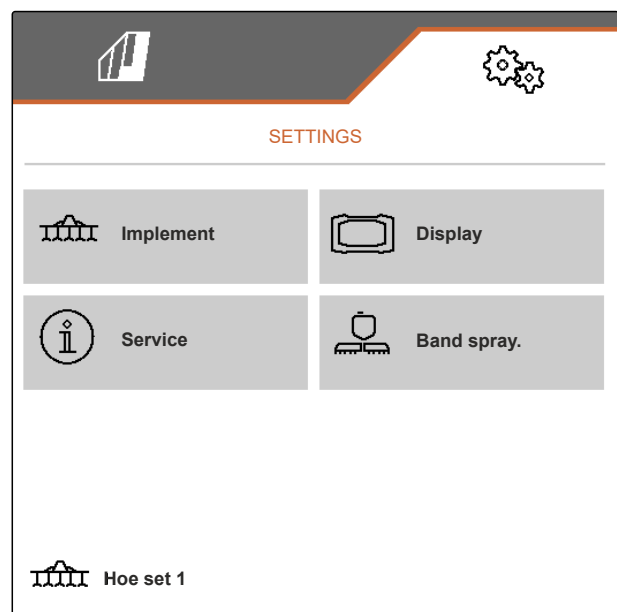 SETTINGS
Implement
Display
Service
Band spray.
Hoe set 1